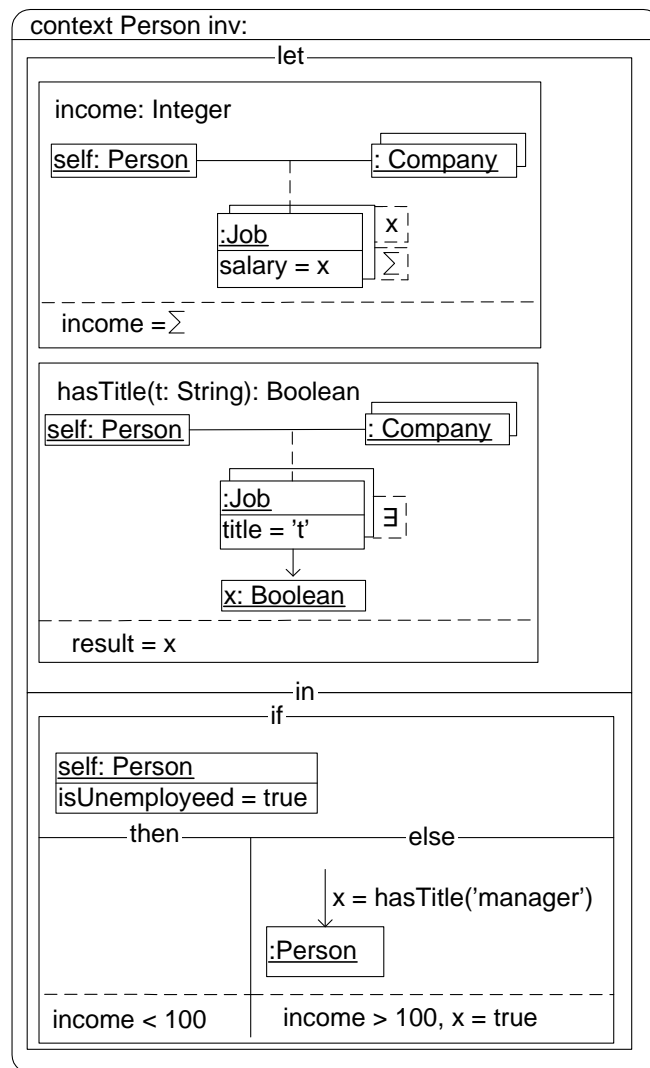 context Person inv:
let
income: Integer
self: Person
: Company
:Job
x
salary = x
Σ
income =Σ
hasTitle(t: String): Boolean
self: Person
: Company
:Job
title = 't'
∃
x: Boolean
result = x
in
if
self: Person
isUnemployeed = true
then
else
x = hasTitle('manager')
:Person
income < 100
income > 100, x = true